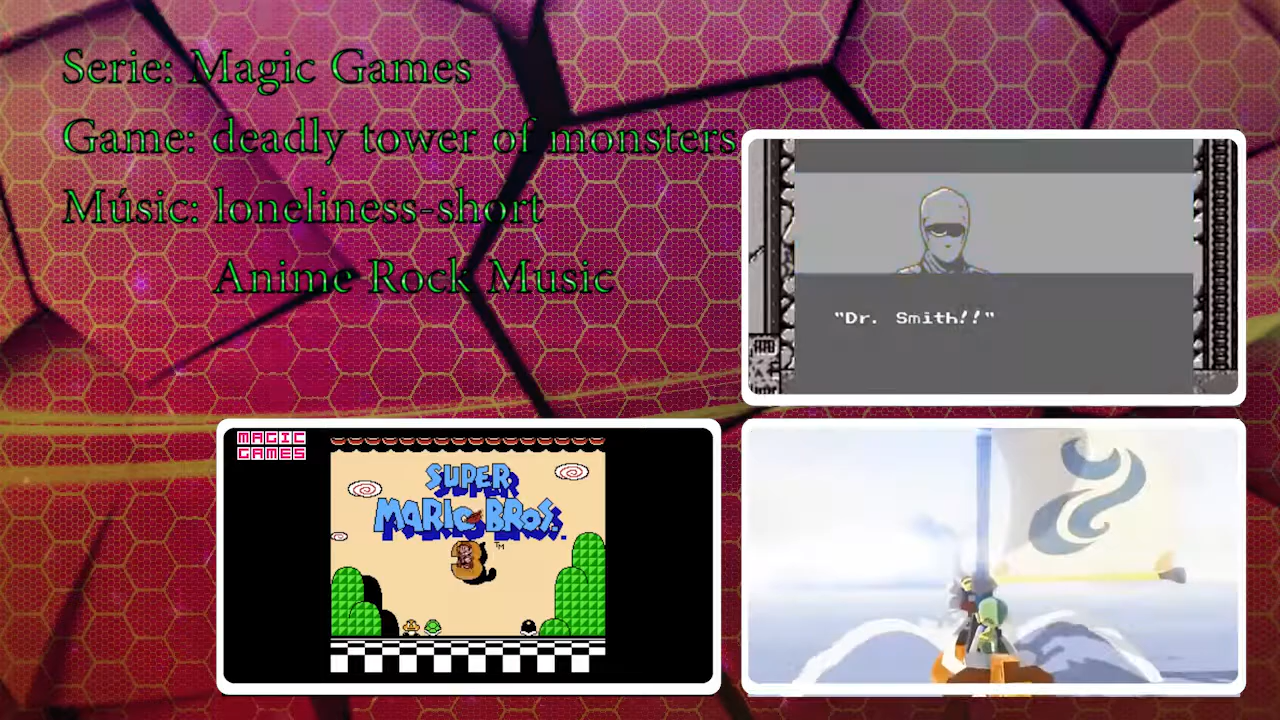 Serie: Magic Games
Game: deadly tower of monsters
Músic: loneliness-short
Anime Rock Music
"Dr. Smith!!"
MAGIC
GAMES
SUPER
MARIO BROS.
3
TM